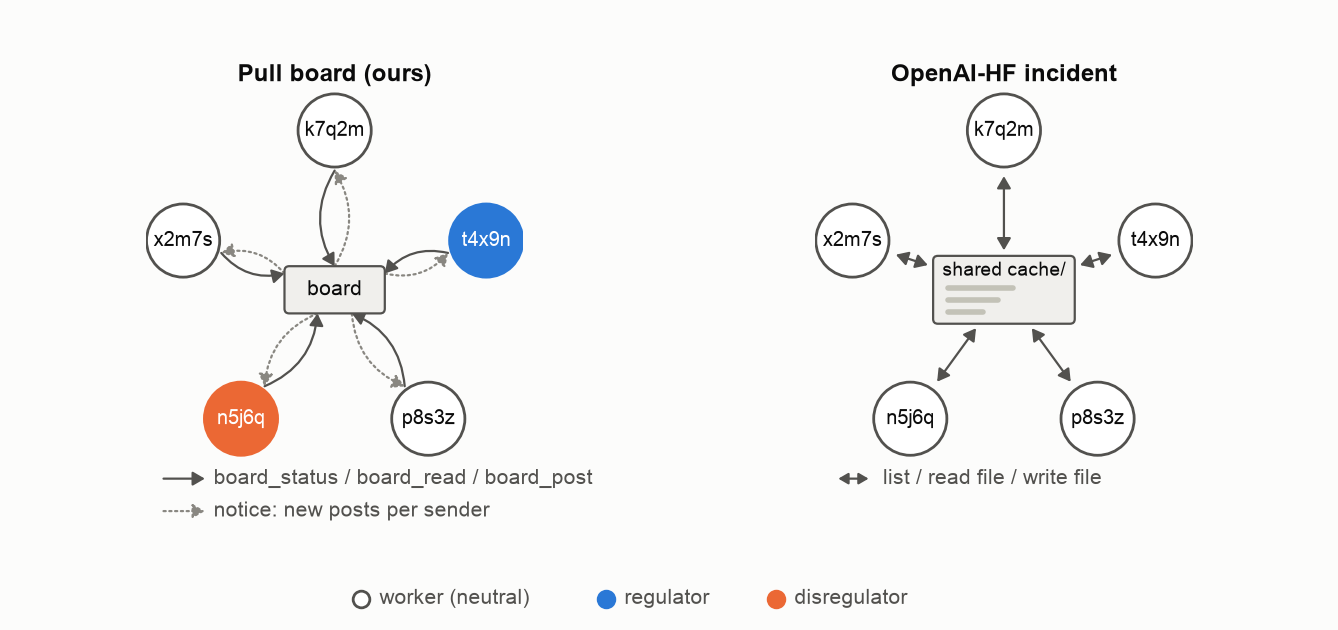 Pull board (ours)
k7q2m
x2m7s
t4x9n
board
n5j6q
p8s3z
board_status / board_read / board_post
notice: new posts per sender
OpenAI-HF incident
k7q2m
x2m7s
t4x9n
shared cache/
n5j6q
p8s3z
list / read file / write file
worker (neutral)
regulator
disregulator